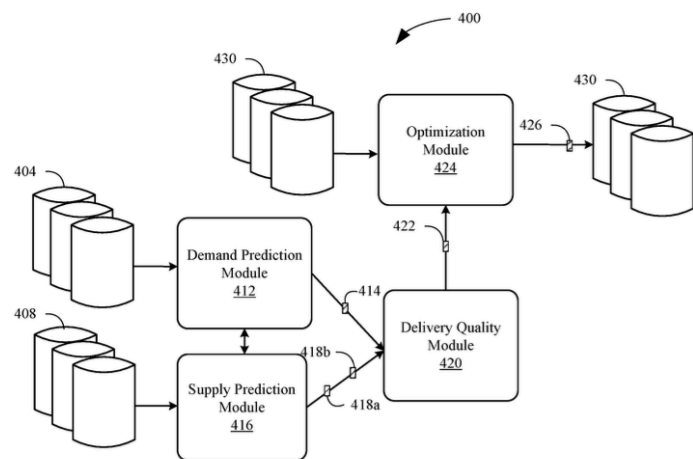 400
430
430
Optimization
Module
424
426
404
422
Demand Prediction
Module
412
414
408
Delivery Quality
Module
420
418b
Supply Prediction
Module
416
418a